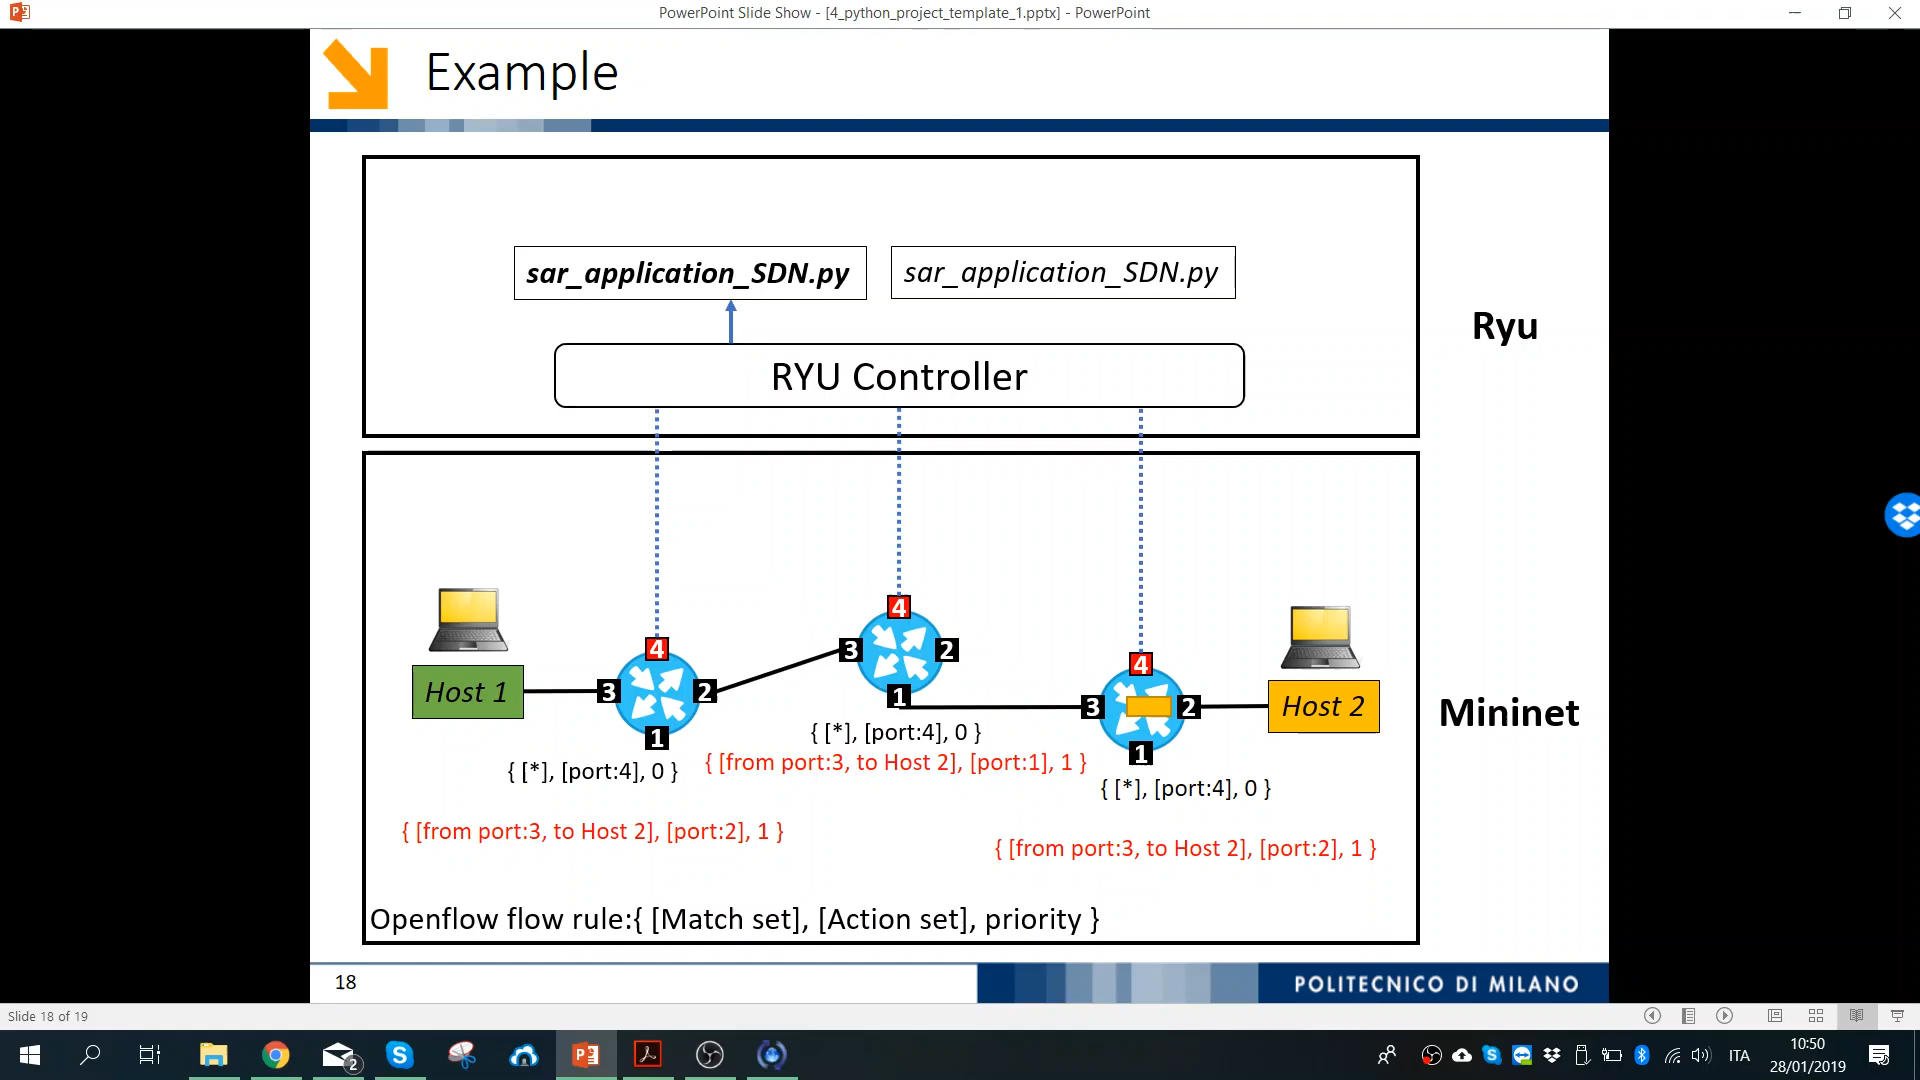 PowerPoint Slide Show - [4_python_project_template_1.pptx] - PowerPoint
Example
sar_application_SDN.py
sar_application_SDN.py
RYU Controller
Ryu
4
3
2
1
4
3
2
1
4
3
2
1
Host 1
Host 2
Mininet
{ [*], [port:4], 0 }
{ [from port:3, to Host 2], [port:1], 1 }
{ [*], [port:4], 0 }
{ [*], [port:4], 0 }
{ [from port:3, to Host 2], [port:2], 1 }
{ [from port:3, to Host 2], [port:2], 1 }
Openflow flow rule:{ [Match set], [Action set], priority }
18
POLITECNICO DI MILANO
Slide 18 of 19
2
ITA
10:50
28/01/2019